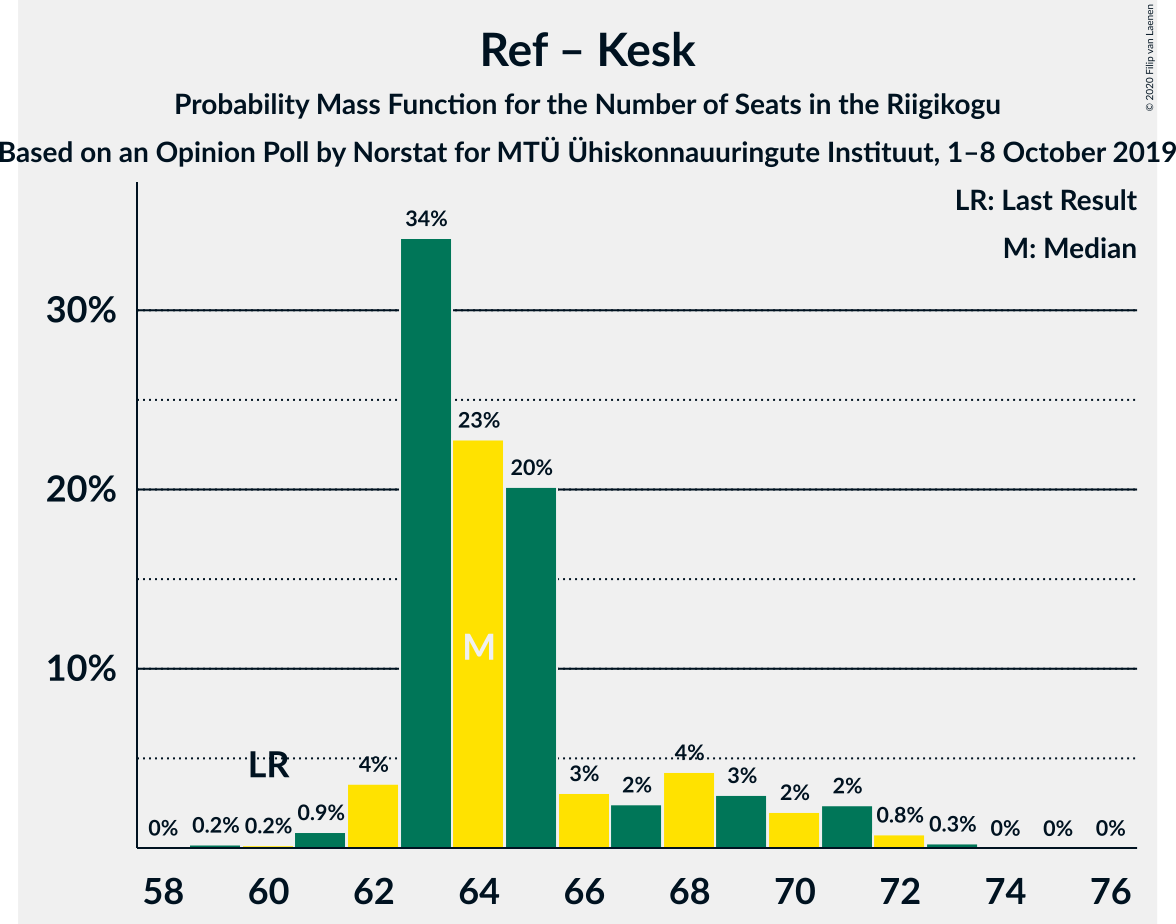 Ref – Kesk
Probability Mass Function for the Number of Seats in the Riigikogu
Based on an Opinion Poll by Norstat for MTÜ Ühiskonnauuringute Instituut, 1–8 October 2019
© 2020 Filip van Laenen
LR: Last Result
M: Median
34%
30%
23%
20%
20%
M
10%
LR
0%
0.2%
0.2%
0.9%
4%
3%
2%
4%
3%
2%
2%
0.8%
0.3%
0%
0%
0%
58 60 62 64 66 68 70 72 74 76